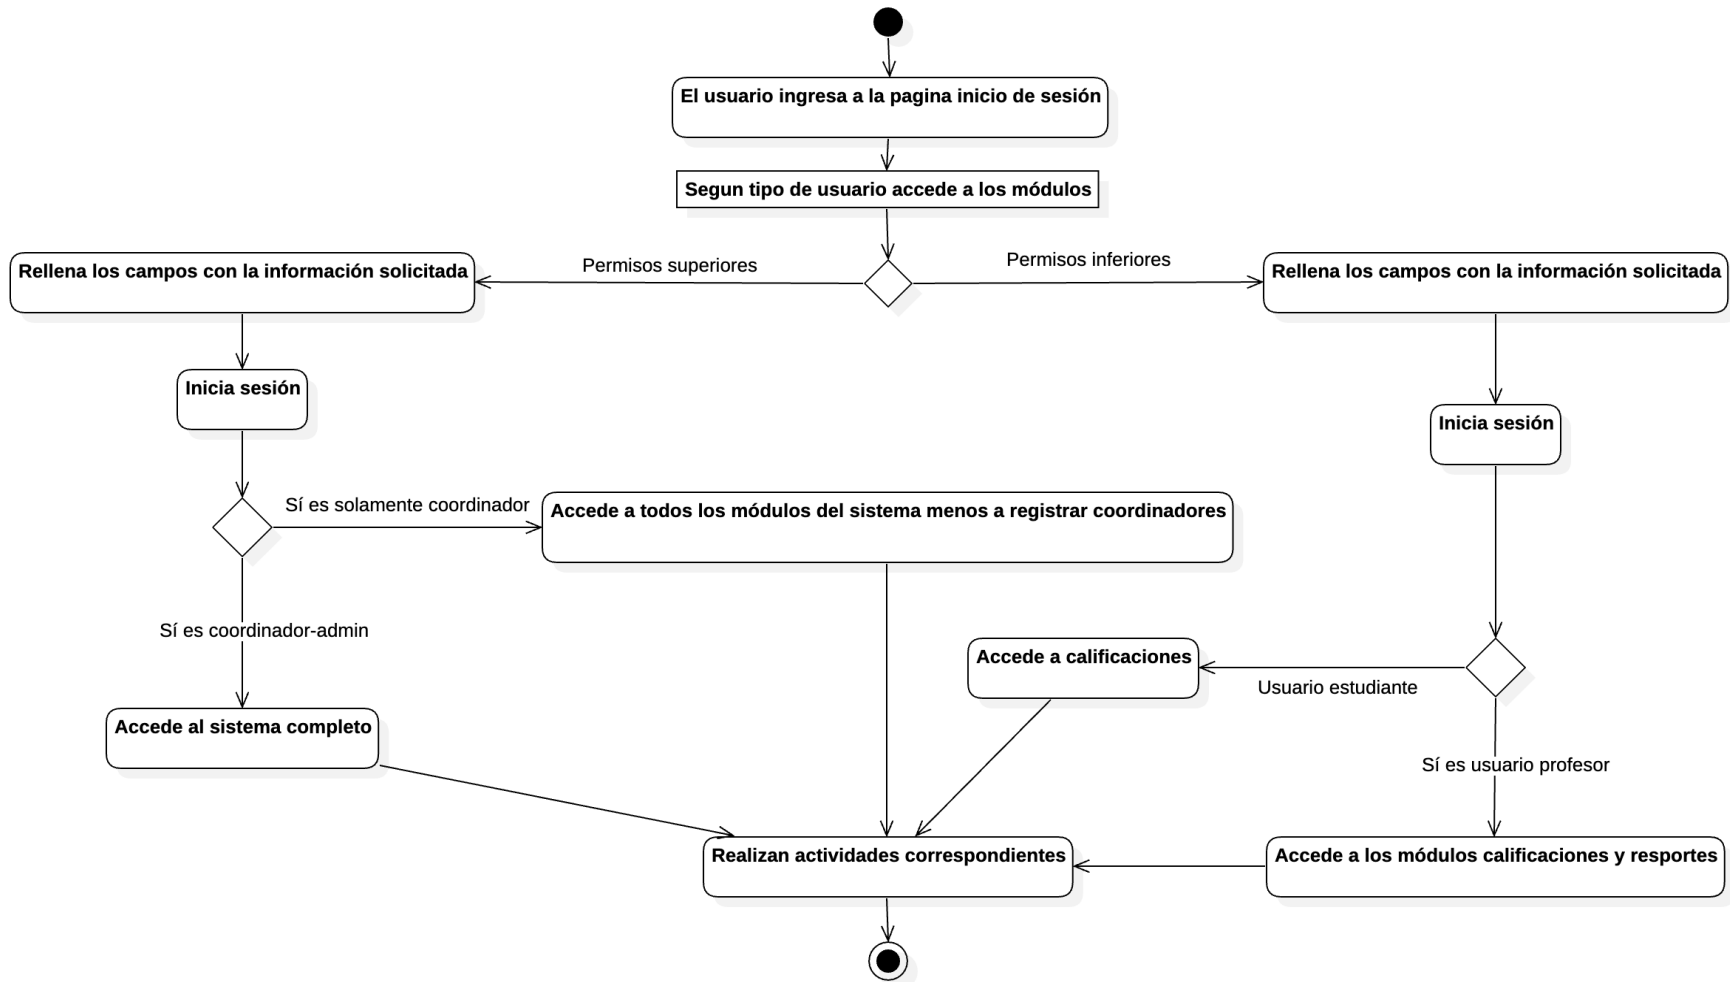 El usuario ingresa a la pagina inicio de sesión
Segun tipo de usuario accede a los módulos
Permisos superiores
Permisos inferiores
Rellena los campos con la información solicitada
Rellena los campos con la información solicitada
Inicia sesión
Inicia sesión
Sí es solamente coordinador
Accede a todos los módulos del sistema menos a registrar coordinadores
Sí es coordinador-admin
Accede a calificaciones
Usuario estudiante
Accede al sistema completo
Sí es usuario profesor
Realizan actividades correspondientes
Accede a los módulos calificaciones y resportes